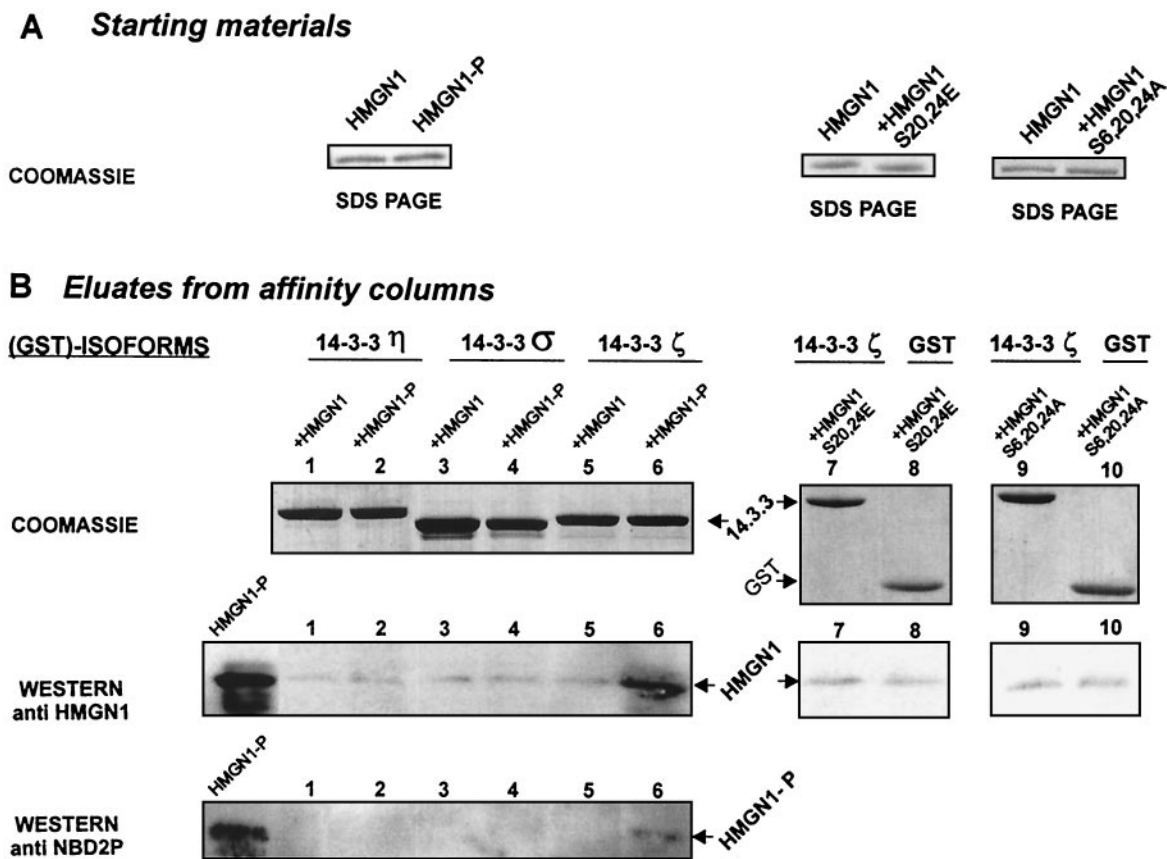 A Starting materials
HMGN1 HMGN1-P HMGN1 +HMGN1 S20,24E HMGN1 +HMGN1 S6,20,24A
COOMASSIE
SDS PAGE SDS PAGE SDS PAGE
B Eluates from affinity columns
(GST)-ISOFORMS 14-3-3 η 14-3-3 σ 14-3-3 ζ 14-3-3 ζ GST 14-3-3 ζ GST
+HMGN1 +HMGN1-P +HMGN1 +HMGN1-P +HMGN1 +HMGN1-P +HMGN1 S20,24E +HMGN1 S20,24E +HMGN1 S6,20,24A +HMGN1 S6,20,24A
1 2 3 4 5 6 7 8 9 10
COOMASSIE 14.3.3
GST
HMGN1-P 1 2 3 4 5 6 7 8 9 10
WESTERN HMGN1
anti HMGN1
HMGN1-P 1 2 3 4 5 6
WESTERN HMGN1-P
anti NBD2P